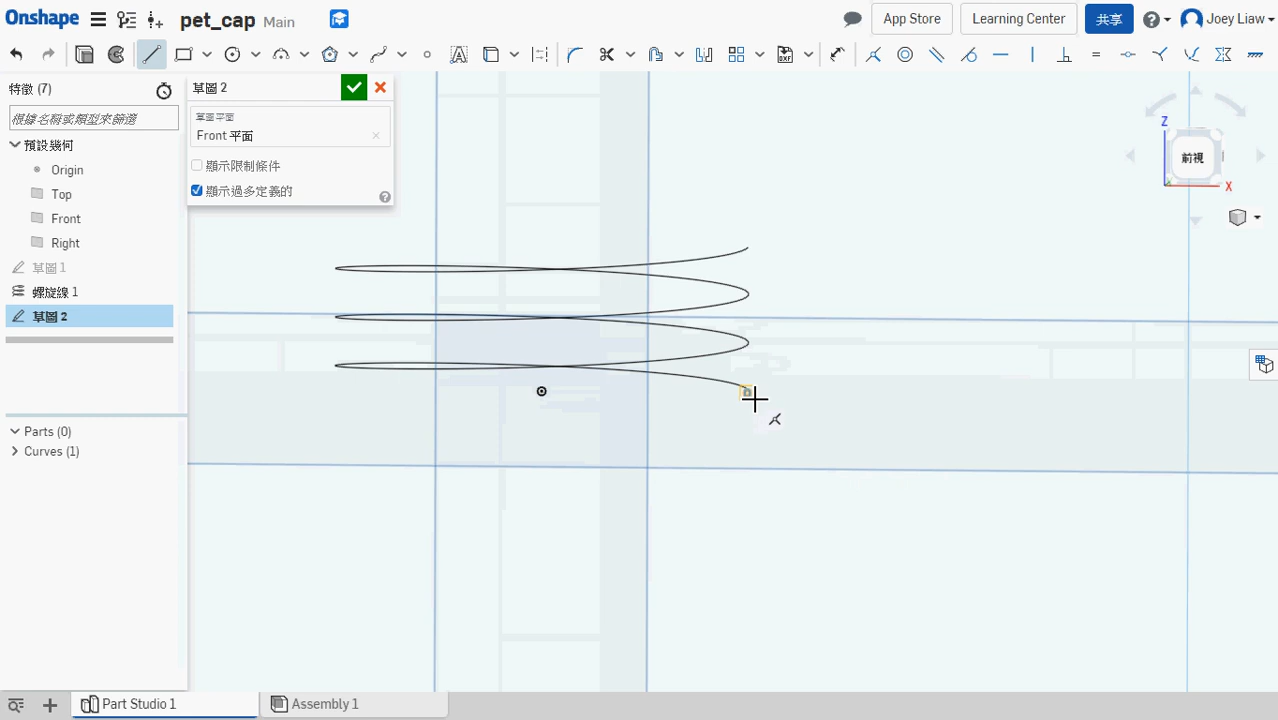 Onshape
pet_cap Main
App Store
Learning Center
共享
Joey Liaw
特徵 (7)
根據名稱或類型來篩選
預設幾何
Origin
Top
Front
Right
草圖 1
螺旋線 1
草圖 2
Parts (0)
Curves (1)
草圖 2
草圖平面
Front 平面
顯示限制條件
顯示過多定義的
Z
前視
X
Part Studio 1
Assembly 1